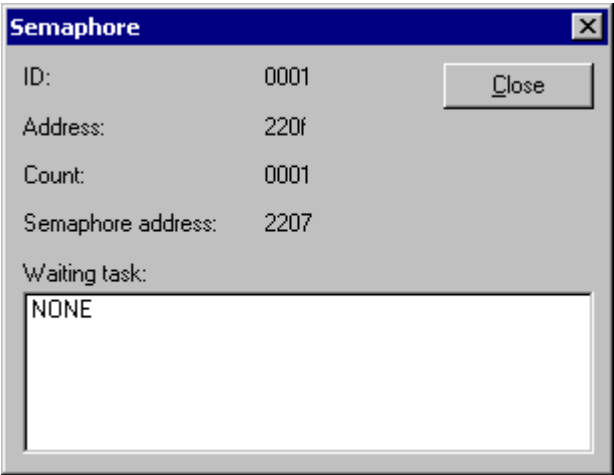 Semaphore
ID: 0001
Close
Address: 220f
Count: 0001
Semaphore address: 2207
Waiting task:
NONE